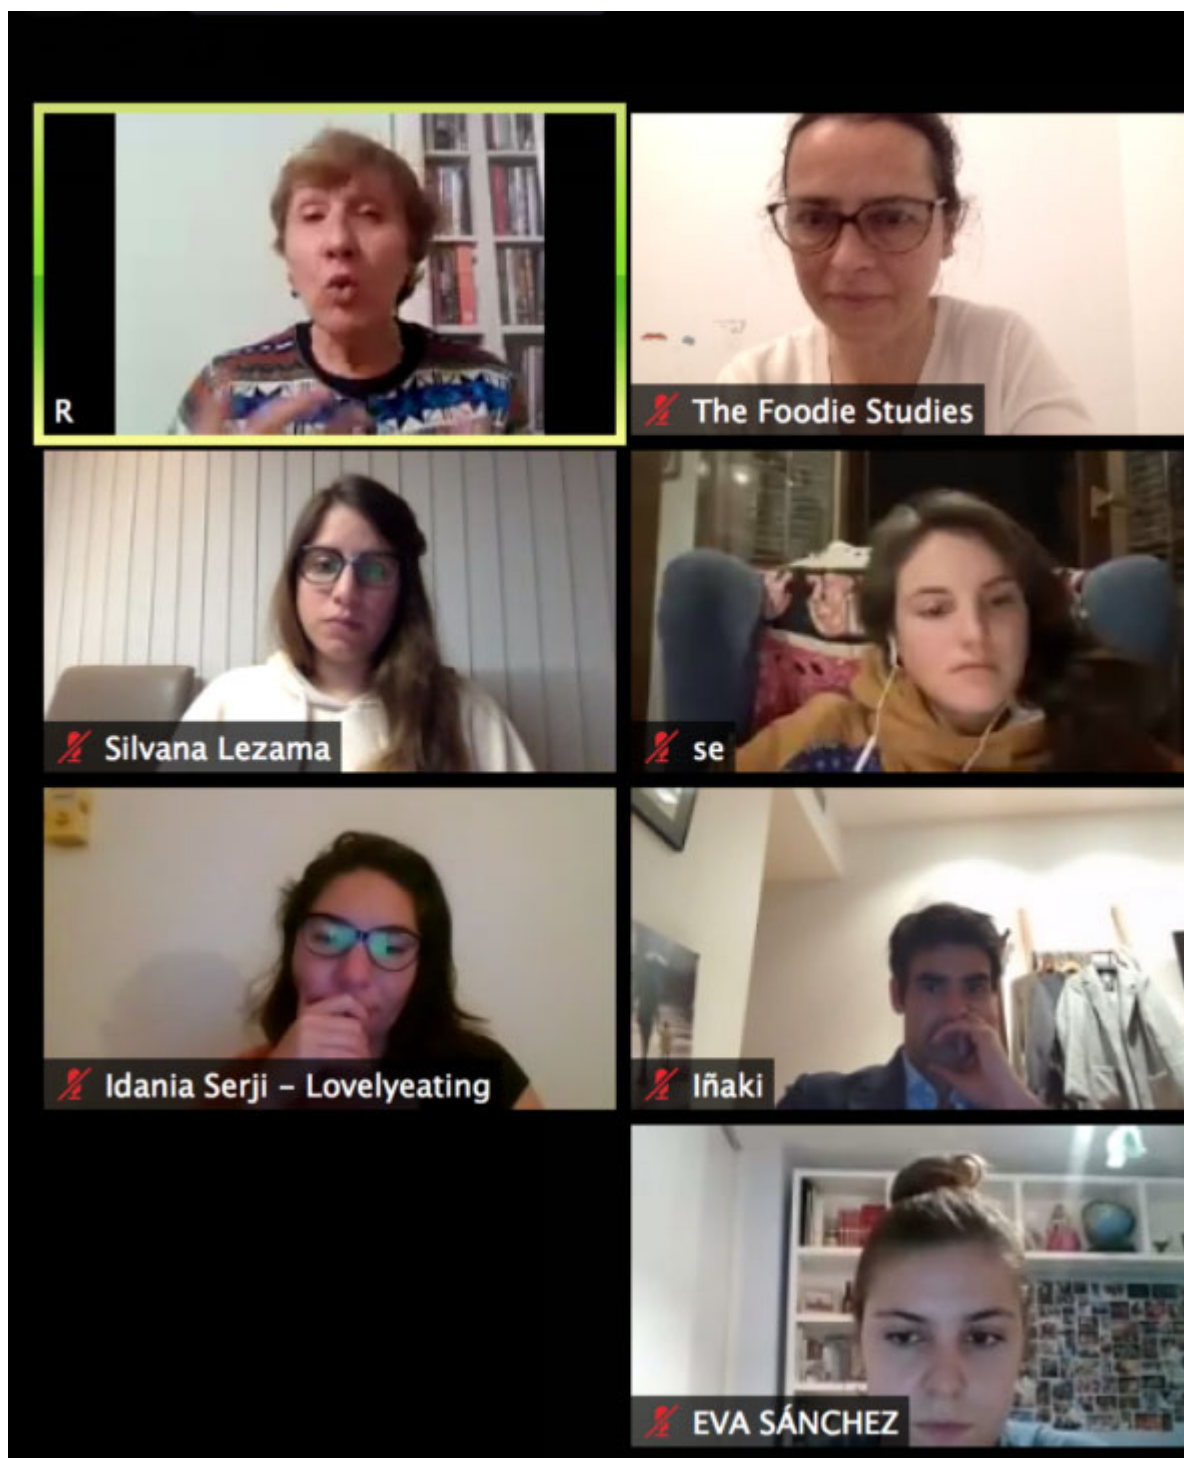 R
The Foodie Studies
Silvana Lezama
se
Idania Serji – Lovelyeating
Iñaki
EVA SÁNCHEZ